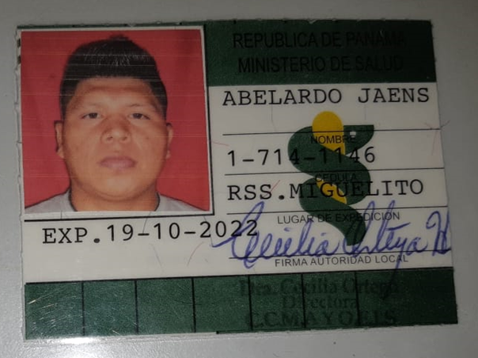 REPUBLICA DE PANAMA
MINISTERIO DE SALUD
ABELARDO JAENS
NOMBRE
1-714-1146
CEDULA
RSS.MIGUELITO
LUGAR DE EXPEDICION
EXP.19-10-2022
Cecilia Ortega H
FIRMA AUTORIDAD LOCAL
Dra. Cecilia Ortega
Directora